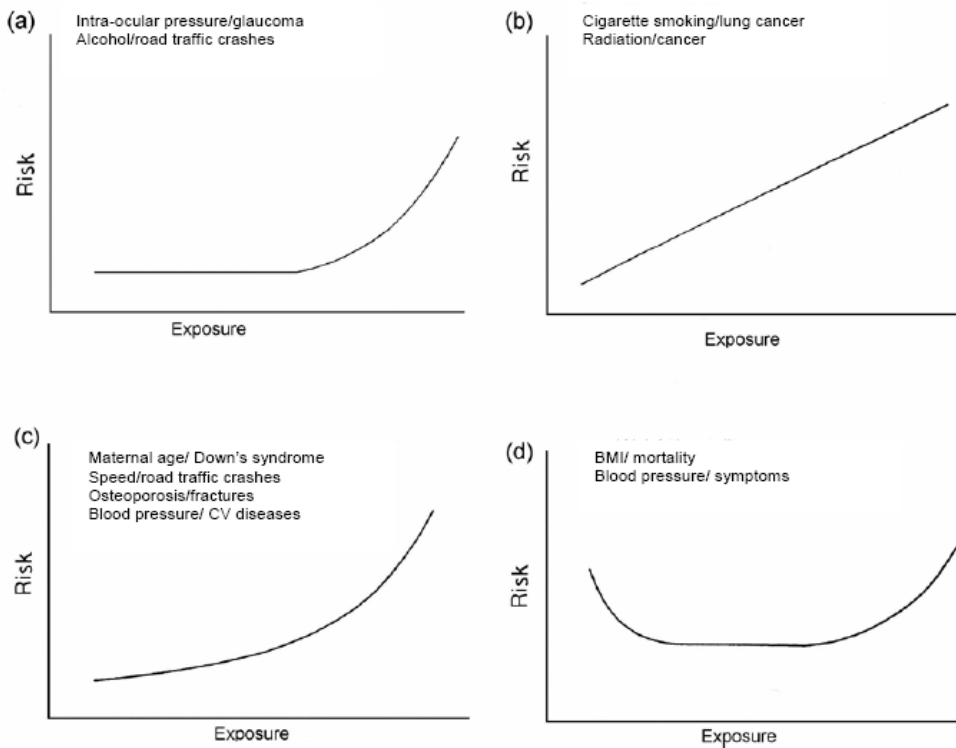 (a)
Intra-ocular pressure/glaucoma
Alcohol/road traffic crashes
Risk
Exposure
(b)
Cigarette smoking/lung cancer
Radiation/cancer
Risk
Exposure
(c)
Maternal age/ Down's syndrome
Speed/road traffic crashes
Osteoporosis/fractures
Blood pressure/ CV diseases
Risk
Exposure
(d)
BMI/ mortality
Blood pressure/ symptoms
Risk
Exposure